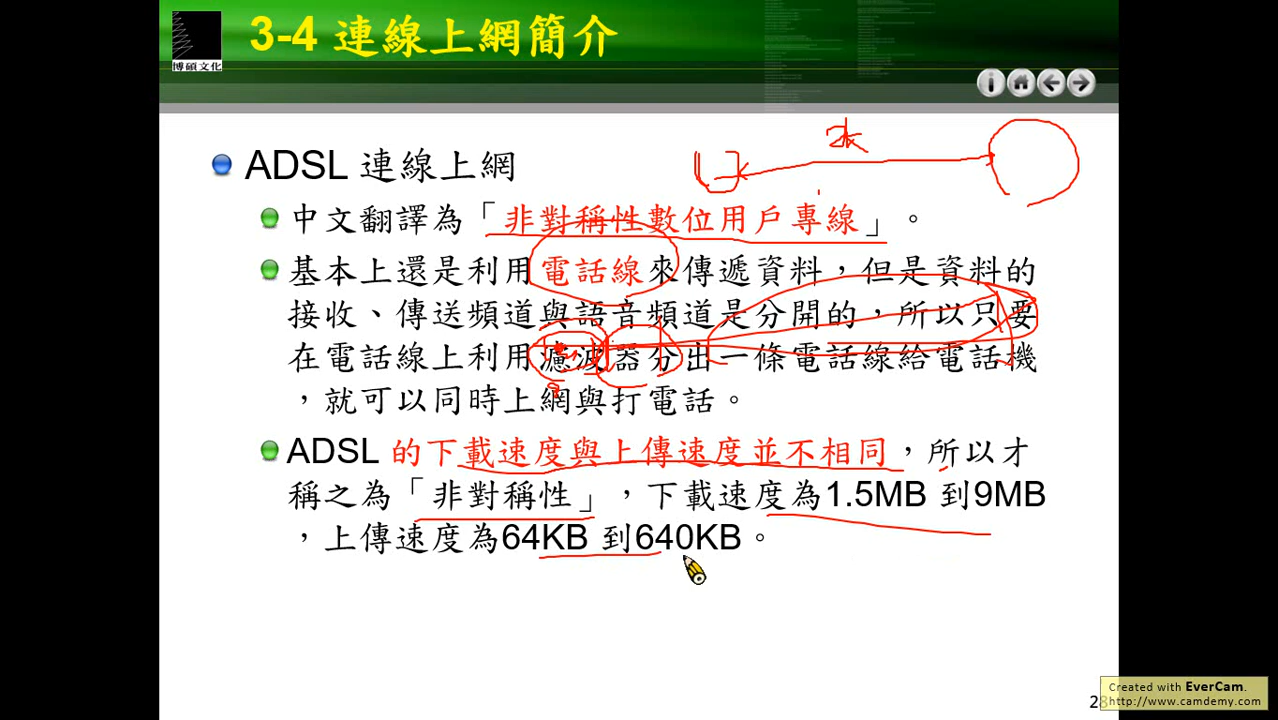 博碩文化
3-4 連線上網簡介
ADSL 連線上網
中文翻譯為「非對稱性數位用戶專線」。
基本上還是利用電話線來傳遞資料，但是資料的
接收、傳送頻道與語音頻道是分開的，所以只要
在電話線上利用濾波器分出一條電話線給電話機
，就可以同時上網與打電話。
ADSL 的下載速度與上傳速度並不相同，所以才
稱之為「非對稱性」，下載速度為1.5MB 到9MB
，上傳速度為64KB 到640KB。
Created with EverCam.
http://www.camdemy.com